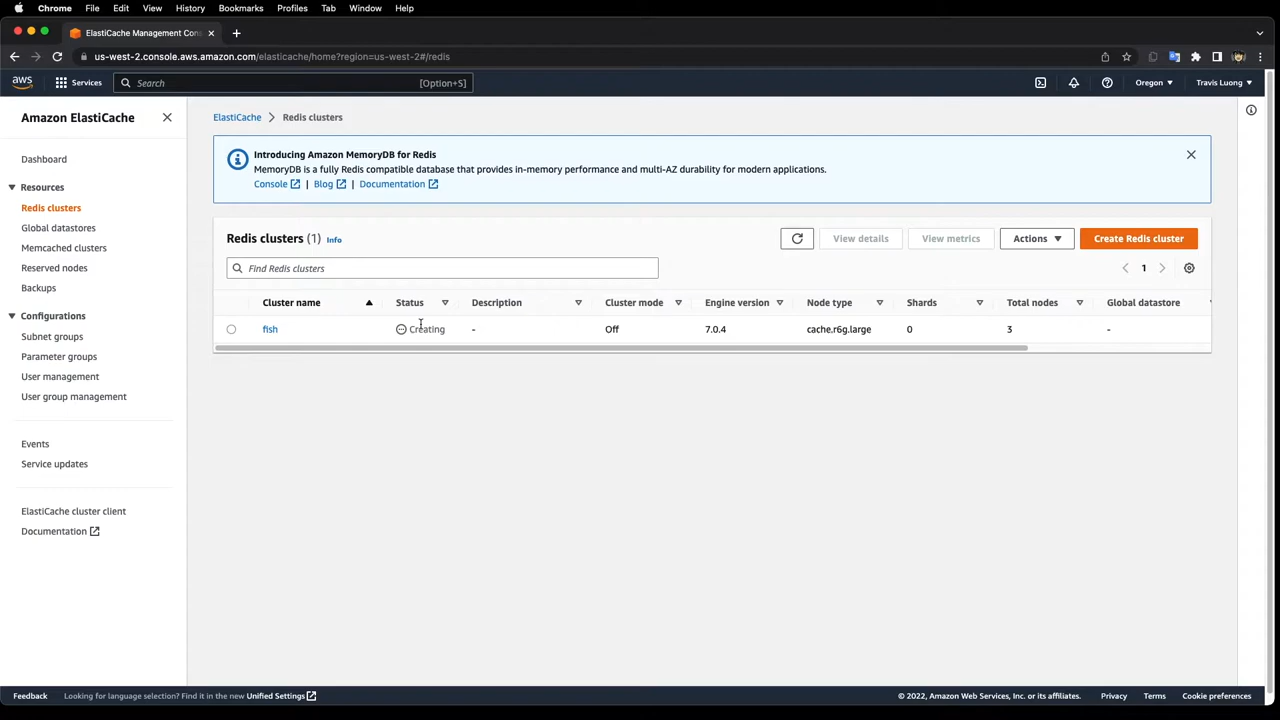 Chrome File Edit View History Bookmarks Profiles Tab Window Help
ElastiCache Management Cons
us-west-2.console.aws.amazon.com/elasticache/home?region=us-west-2#/redis
aws Services Search [Option+S] Oregon Travis Luong
Amazon ElastiCache
Dashboard
Resources
Redis clusters
Global datastores
Memcached clusters
Reserved nodes
Backups
Configurations
Subnet groups
Parameter groups
User management
User group management
Events
Service updates
ElastiCache cluster client
Documentation
ElastiCache Redis clusters
Introducing Amazon MemoryDB for Redis
MemoryDB is a fully Redis compatible database that provides in-memory performance and multi-AZ durability for modern applications.
Console | Blog | Documentation
Redis clusters (1) Info View details View metrics Actions Create Redis cluster
Find Redis clusters 1
Cluster name Status Description Cluster mode Engine version Node type Shards Total nodes Global datastore
fish Creating - Off 7.0.4 cache.r6g.large 0 3 -
Feedback Looking for language selection? Find it in the new Unified Settings © 2022, Amazon Web Services, Inc. or its affiliates. Privacy Terms Cookie preferences